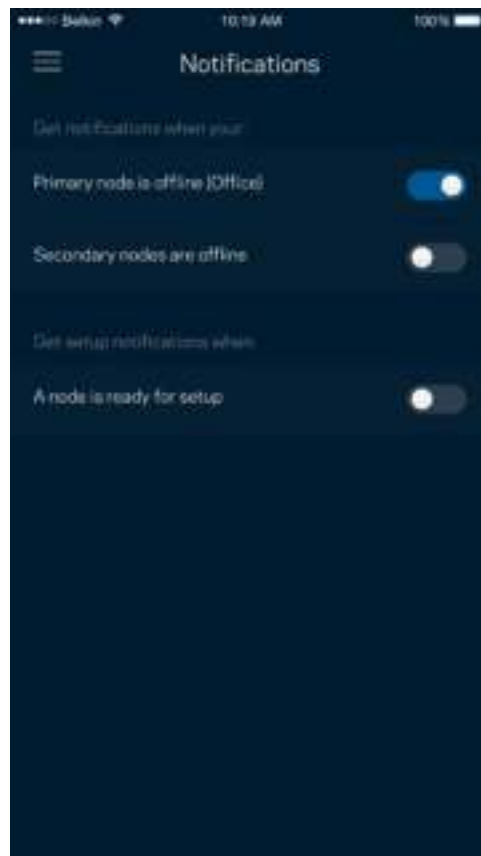 Belkin 10:19 AM 100%
Notifications
Get notifications when your:
Primary node is offline (Office)
Secondary nodes are offline
Get setup notifications when:
A node is ready for setup